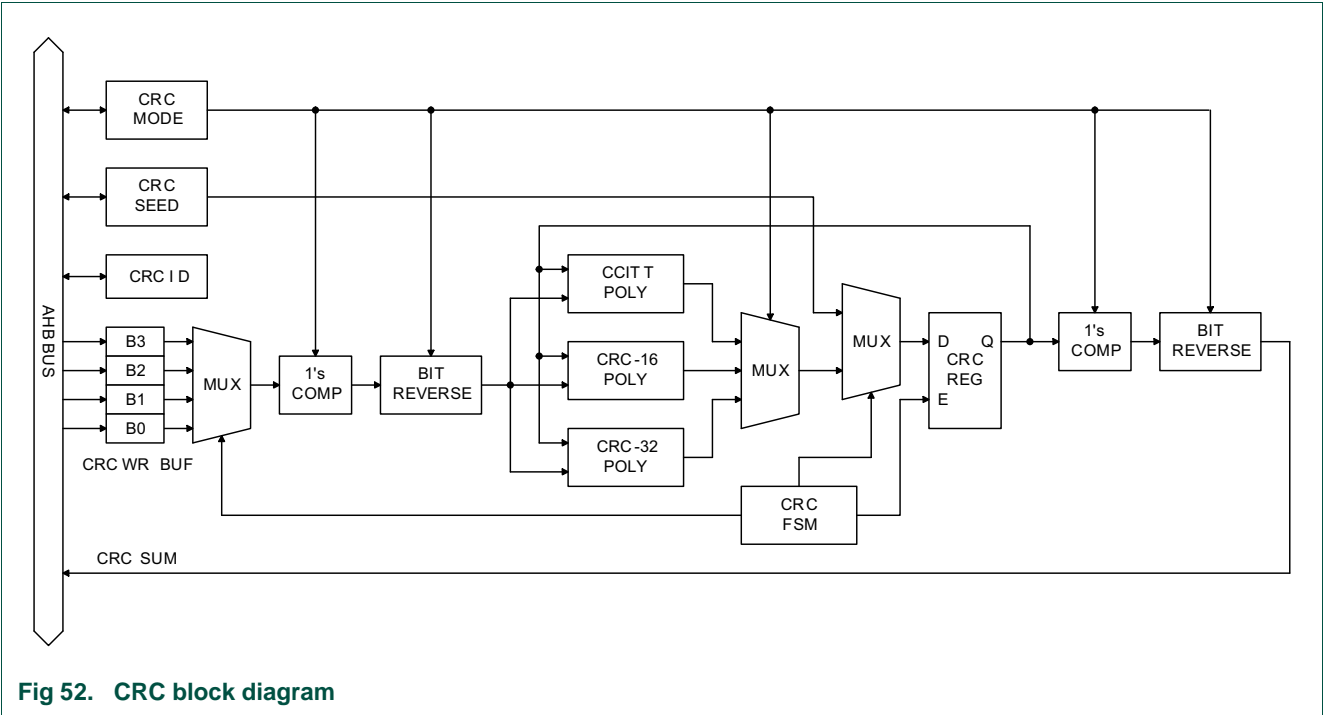 CRC
MODE
CRC
SEED
CRC ID
AHB BUS
B3
B2
B1
B0
CRC WR BUF
MUX
1's
COMP
BIT
REVERSE
CCITT
POLY
CRC-16
POLY
CRC-32
POLY
MUX
MUX
D Q
CRC
REG
E
1's
COMP
BIT
REVERSE
CRC
FSM
CRC SUM
Fig 52. CRC block diagram